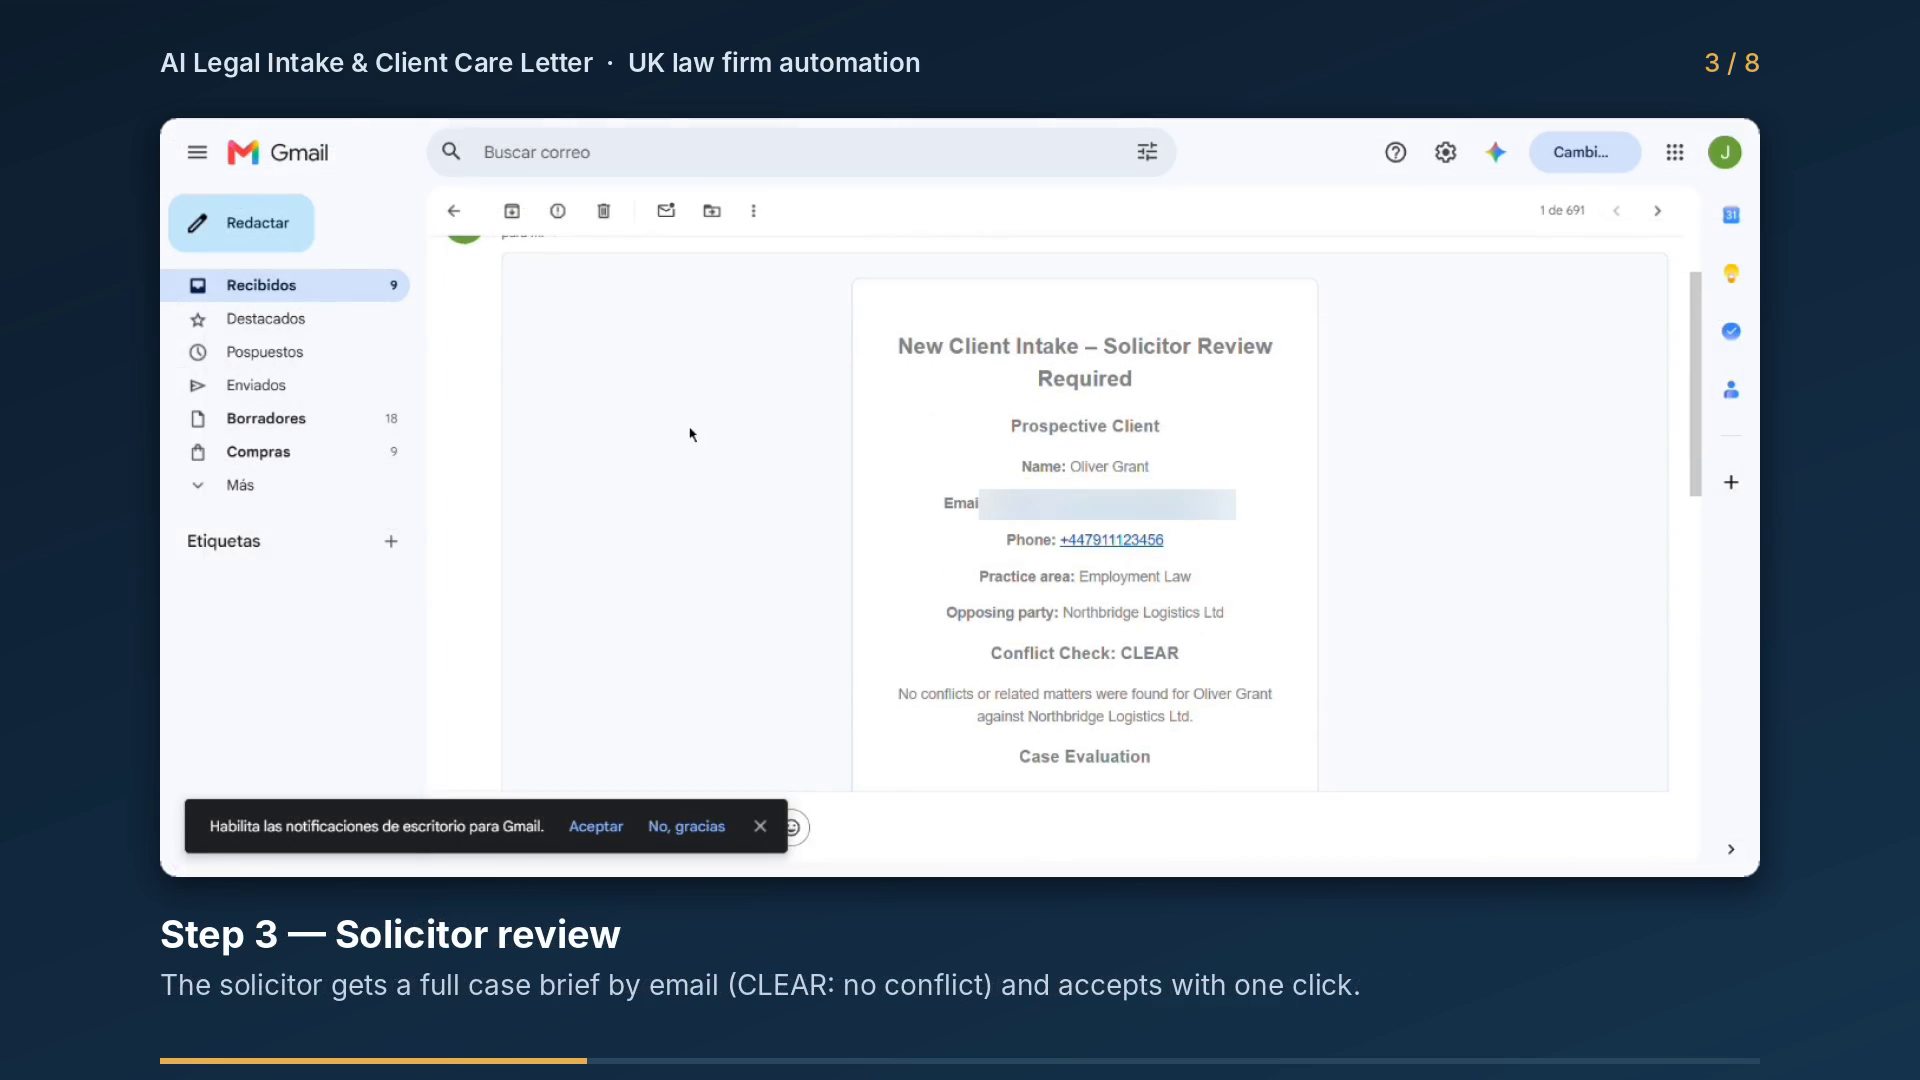 AI Legal Intake & Client Care Letter · UK law firm automation
3 / 8
Gmail
Buscar correo
Cambi...
J
Redactar
1 de 691
31
Recibidos 9
Destacados
Pospuestos
Enviados
Borradores 18
Compras 9
Más
Etiquetas
New Client Intake – Solicitor Review
Required
Prospective Client
Name: Oliver Grant
Emai
Phone: +447911123456
Practice area: Employment Law
Opposing party: Northbridge Logistics Ltd
Conflict Check: CLEAR
No conflicts or related matters were found for Oliver Grant
against Northbridge Logistics Ltd.
Case Evaluation
Habilita las notificaciones de escritorio para Gmail. Aceptar No, gracias
Step 3 — Solicitor review
The solicitor gets a full case brief by email (CLEAR: no conflict) and accepts with one click.